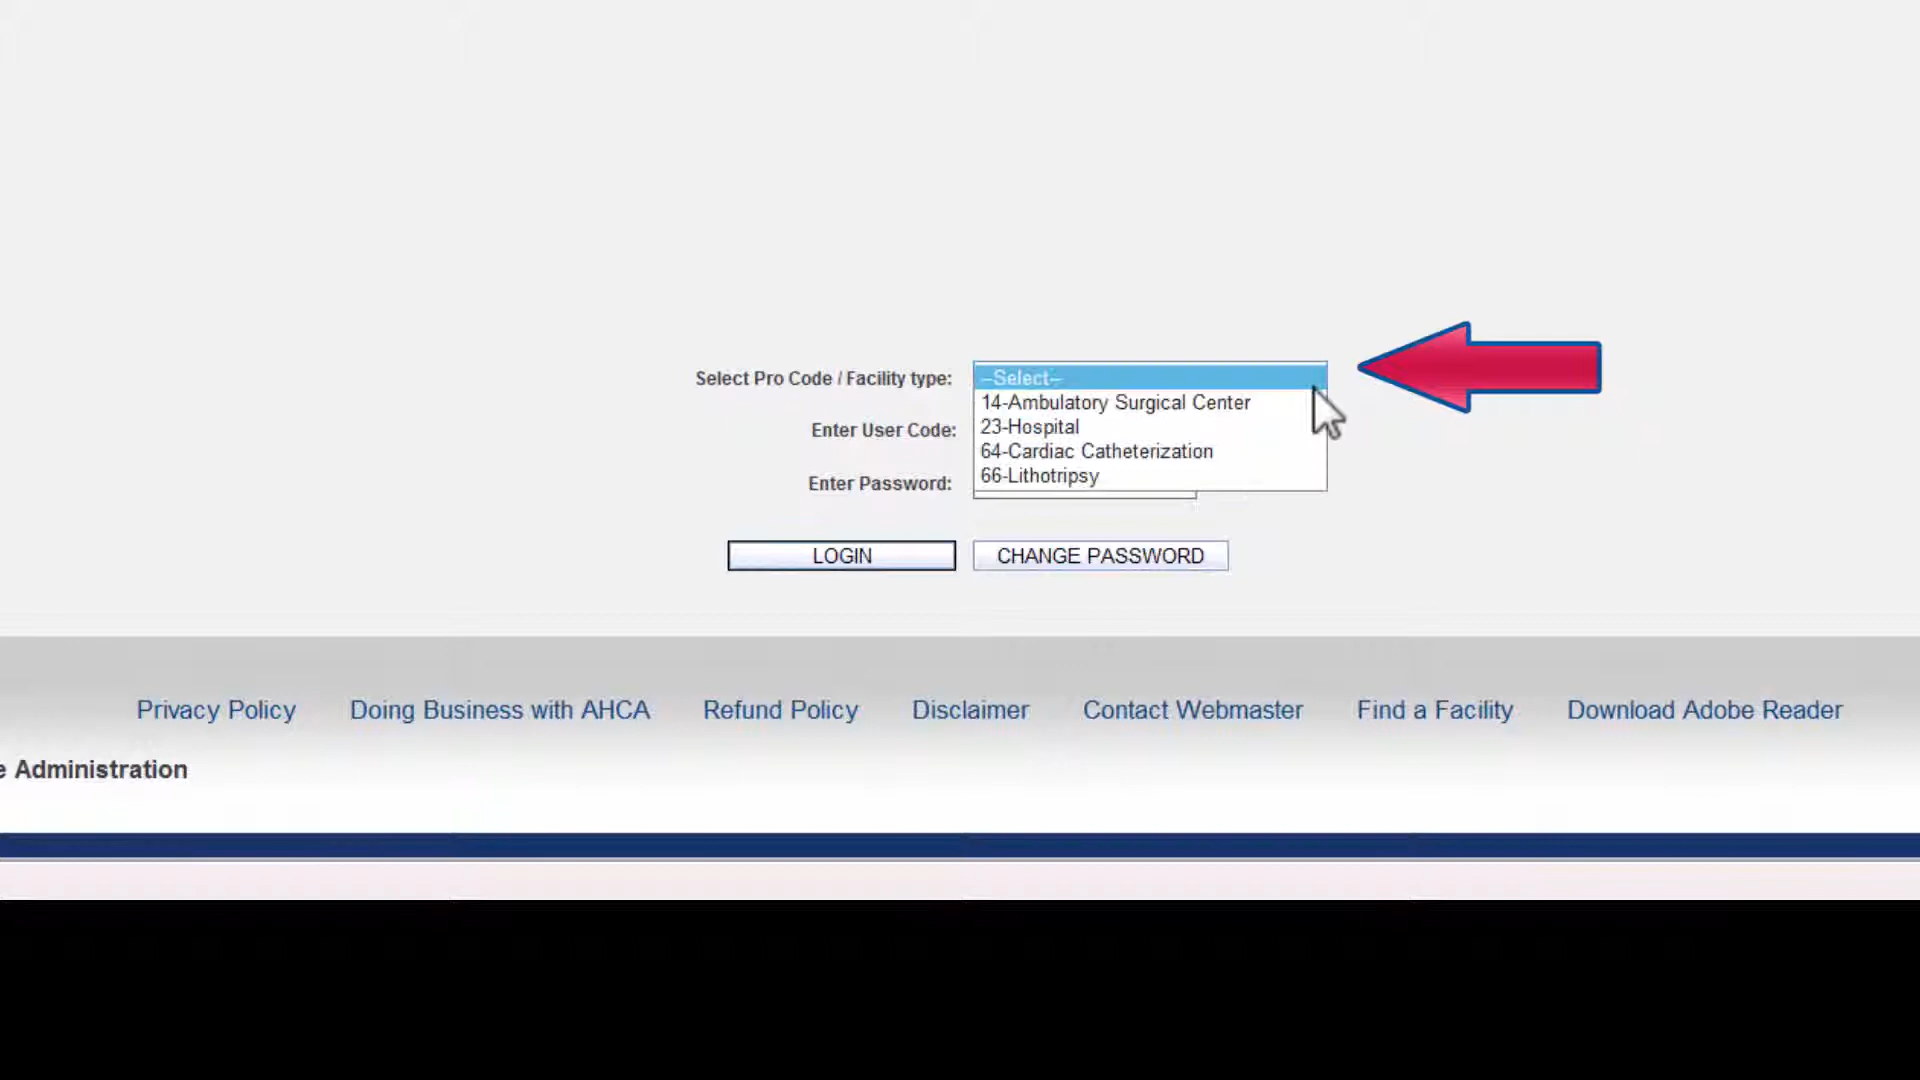 Select Pro Code / Facility type:
--Select--
14-Ambulatory Surgical Center
23-Hospital
64-Cardiac Catheterization
66-Lithotripsy
Enter User Code:
Enter Password:
LOGIN
CHANGE PASSWORD
Privacy Policy
Doing Business with AHCA
Refund Policy
Disclaimer
Contact Webmaster
Find a Facility
Download Adobe Reader
e Administration